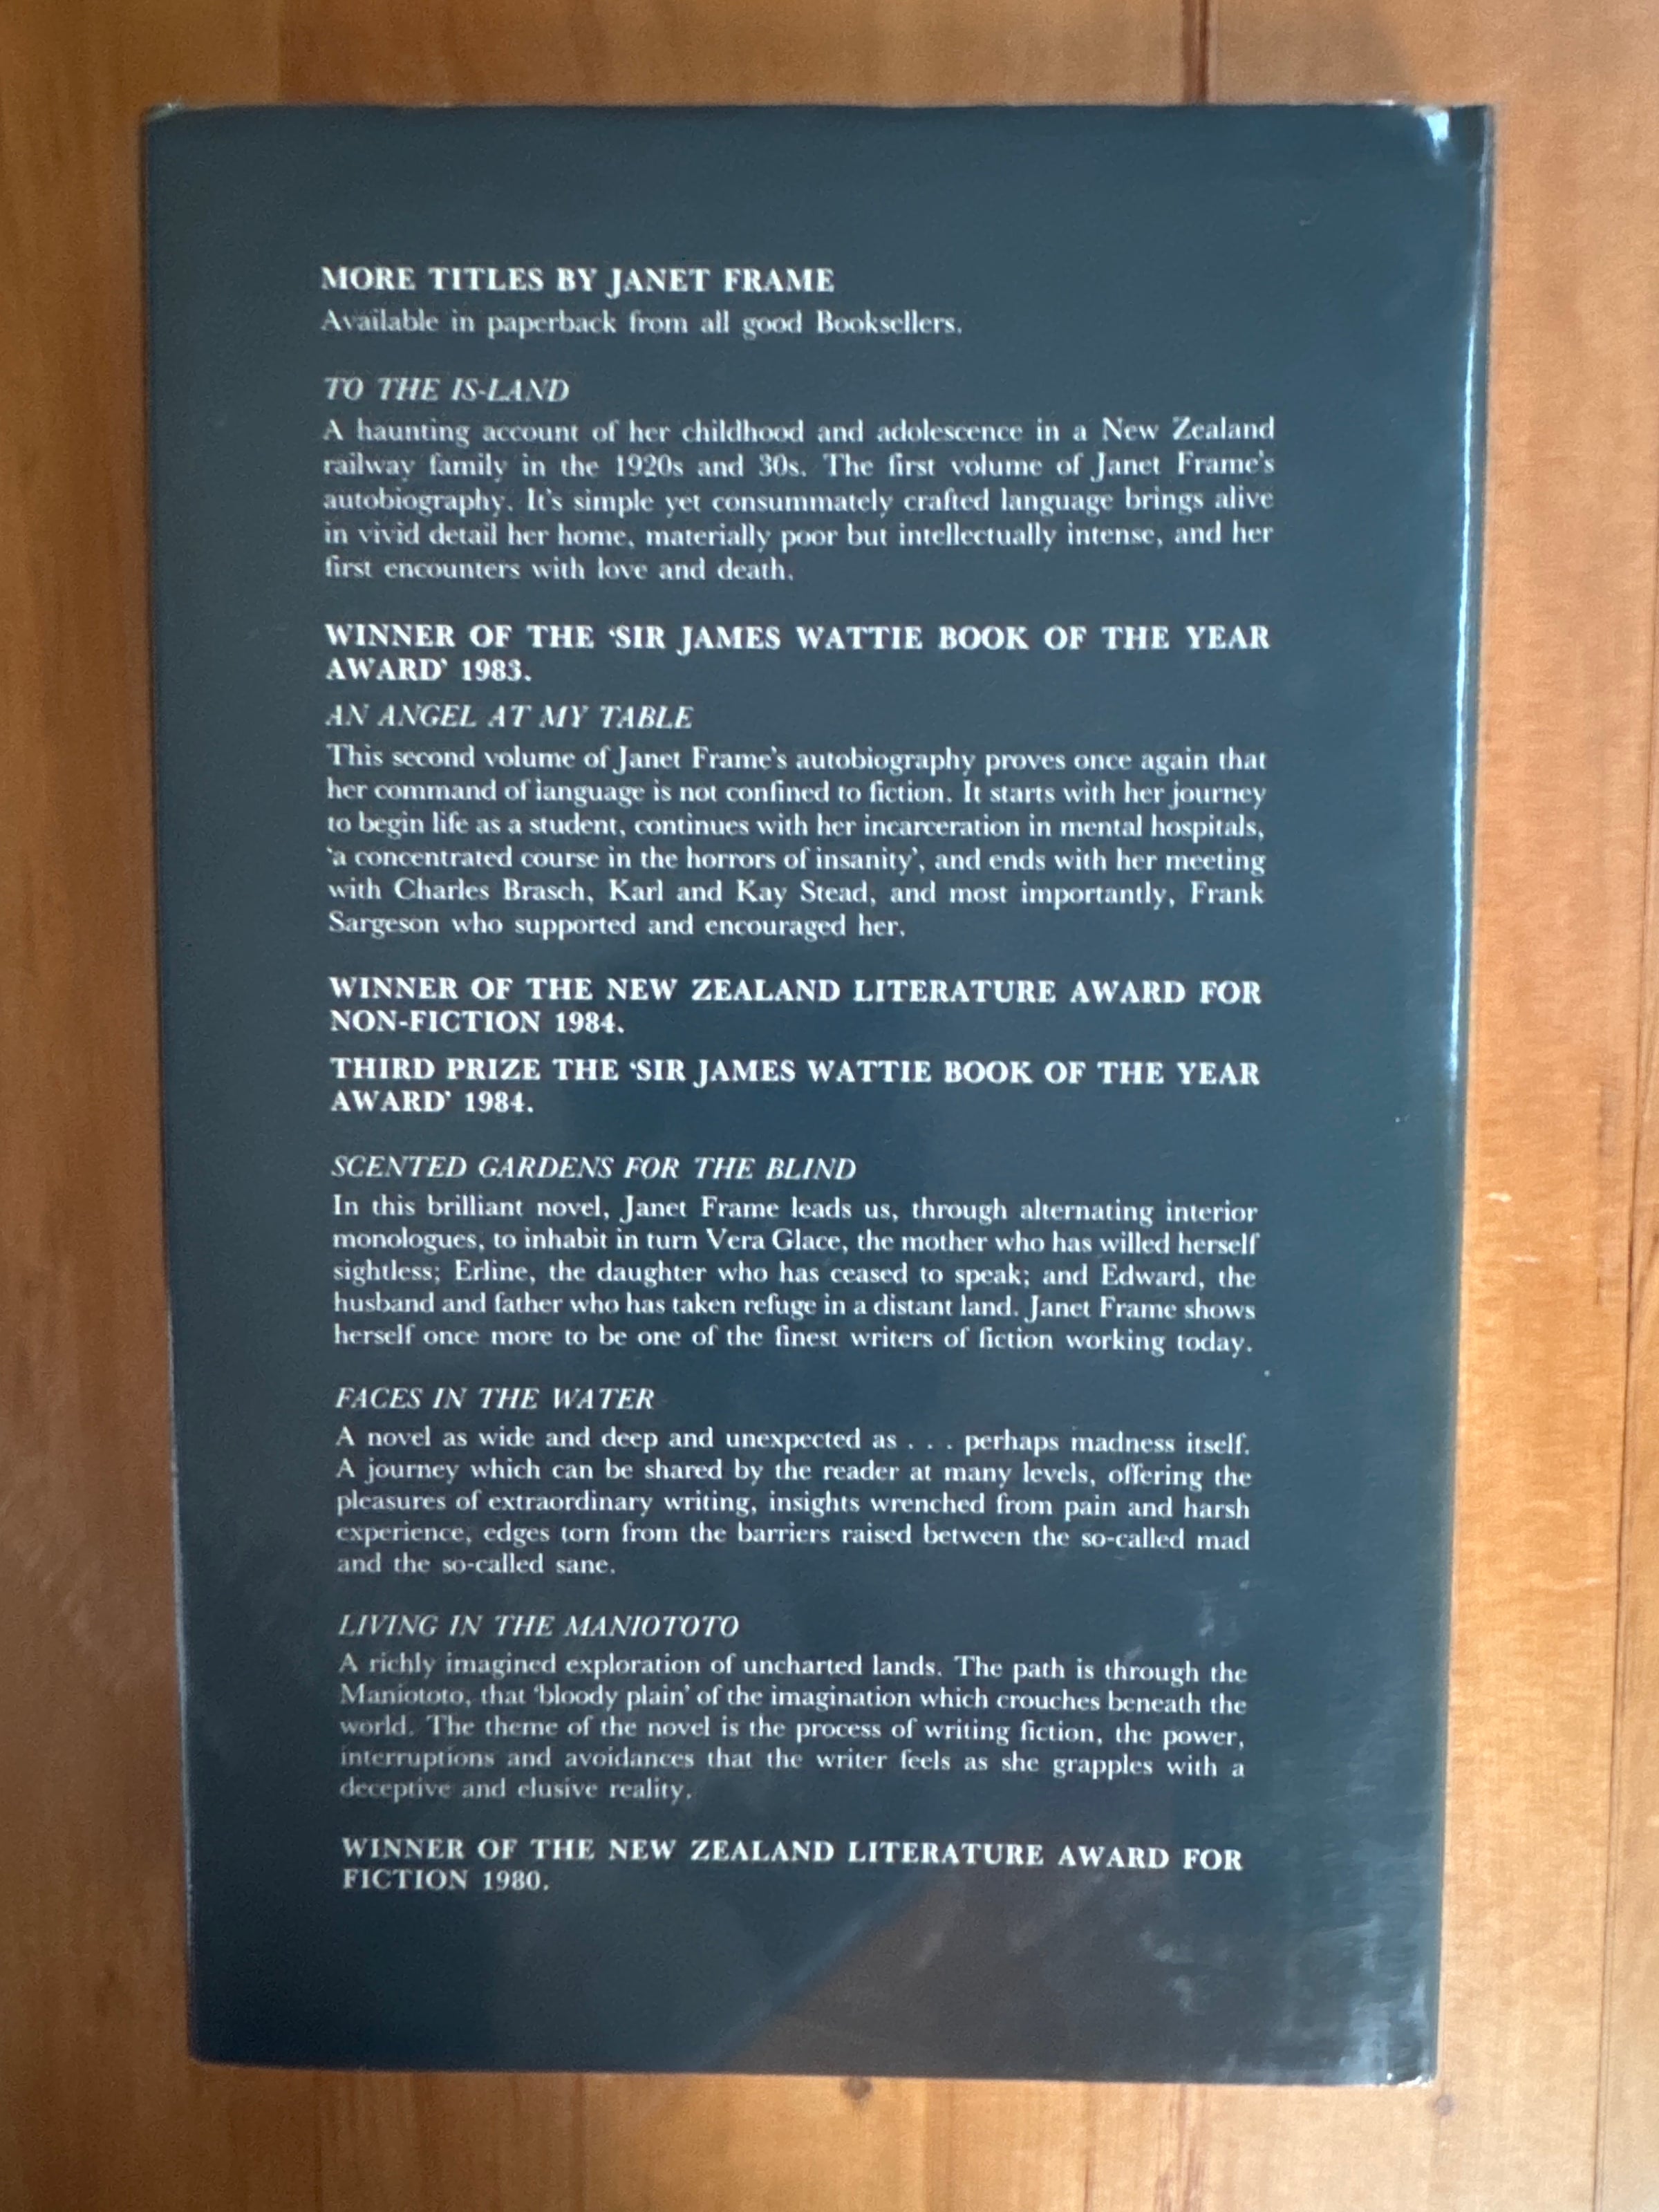 MORE TITLES BY JANET FRAME
Available in paperback from all good Booksellers.
TO THE IS-LAND
A haunting account of her childhood and adolescence in a New Zealand
railway family in the 1920s and 30s. The first volume of Janet Frame's
autobiography. It's simple yet consummately crafted language brings alive
in vivid detail her home, materially poor but intellectually intense, and her
first encounters with love and death.
WINNER OF THE ‘SIR JAMES WATTIE BOOK OF THE YEAR
AWARD’ 1983.
AN ANGEL AT MY TABLE
This second volume of Janet Frame's autobiography proves once again that
her command of language is not confined to fiction. It starts with her journey
to begin life as a student, continues with her incarceration in mental hospitals,
‘a concentrated course in the horrors of insanity’, and ends with her meeting
with Charles Brasch, Karl and Kay Stead, and most importantly, Frank
Sargeson who supported and encouraged her.
WINNER OF THE NEW ZEALAND LITERATURE AWARD FOR
NON-FICTION 1984.
THIRD PRIZE THE ‘SIR JAMES WATTIE BOOK OF THE YEAR
AWARD’ 1984.
SCENTED GARDENS FOR THE BLIND
In this brilliant novel, Janet Frame leads us, through alternating interior
monologues, to inhabit in turn Vera Glace, the mother who has willed herself
sightless; Erline, the daughter who has ceased to speak; and Edward, the
husband and father who has taken refuge in a distant land. Janet Frame shows
herself once more to be one of the finest writers of fiction working today.
FACES IN THE WATER
A novel as wide and deep and unexpected as . . . perhaps madness itself.
A journey which can be shared by the reader at many levels, offering the
pleasures of extraordinary writing, insights wrenched from pain and harsh
experience, edges torn from the barriers raised between the so-called mad
and the so-called sane.
LIVING IN THE MANIOTOTO
A richly imagined exploration of uncharted lands. The path is through the
Maniototo, that ‘bloody plain’ of the imagination which crouches beneath the
world. The theme of the novel is the process of writing fiction, the power,
interruptions and avoidances that the writer feels as she grapples with a
deceptive and elusive reality.
WINNER OF THE NEW ZEALAND LITERATURE AWARD FOR
FICTION 1980.